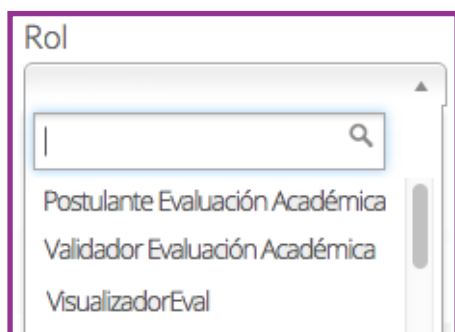 Rol
Postulante Evaluación Académica
Validador Evaluación Académica
VisualizadorEval